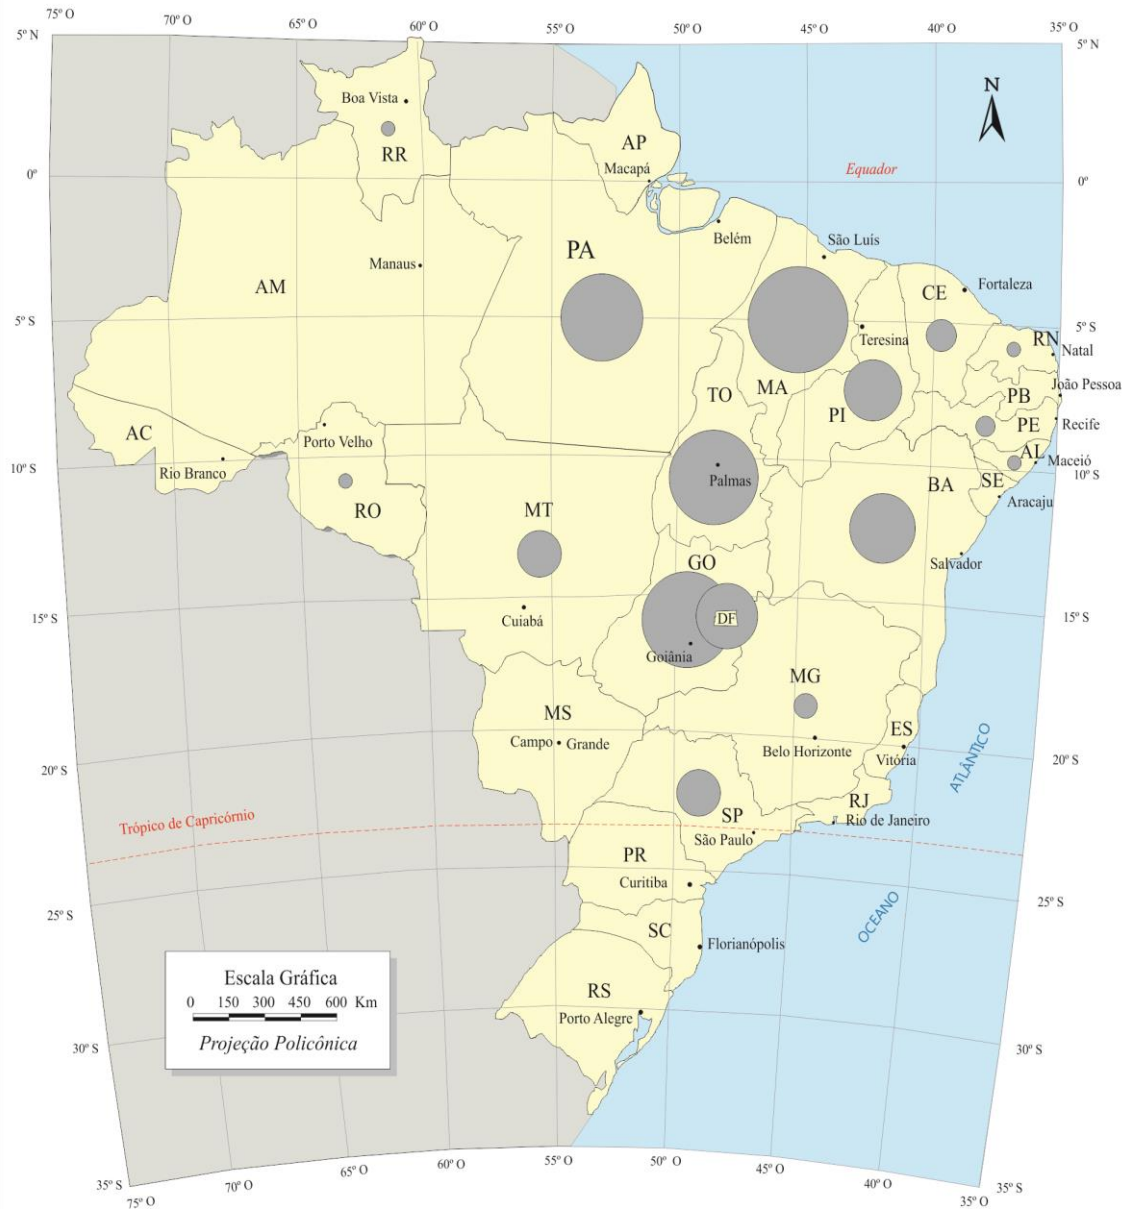 75º O
70º O
65º O
60º O
55º O
50º O
45º O
40º O
35º O
5º N
5º N
N
Boa Vista
RR
AP
Macapá
Equador
0º
0º
Belém
São Luís
PA
Manaus
AM
CE
Fortaleza
5º S
5º S
Teresina
RN
Natal
João Pessoa
TO
MA
PI
PB
PE
Recife
AC
Porto Velho
Rio Branco
AL
Maceió
10º S
10º S
Palmas
BA
SE
Aracaju
RO
MT
GO
Salvador
15º S
15º S
Cuiabá
DF
Goiânia
MG
MS
Campo Grande
Belo Horizonte
ES
Vitória
20º S
20º S
ATLÂNTICO
Trópico de Capricórnio
SP
São Paulo
RJ
Rio de Janeiro
PR
Curitiba
25º S
25º S
OCEANO
SC
Florianópolis
Escala Gráfica
0 150 300 450 600 Km
Projeção Policônica
RS
Porto Alegre
30º S
30º S
35º S
35º S
75º O
70º O
65º O
60º O
55º O
50º O
45º O
40º O
35º O